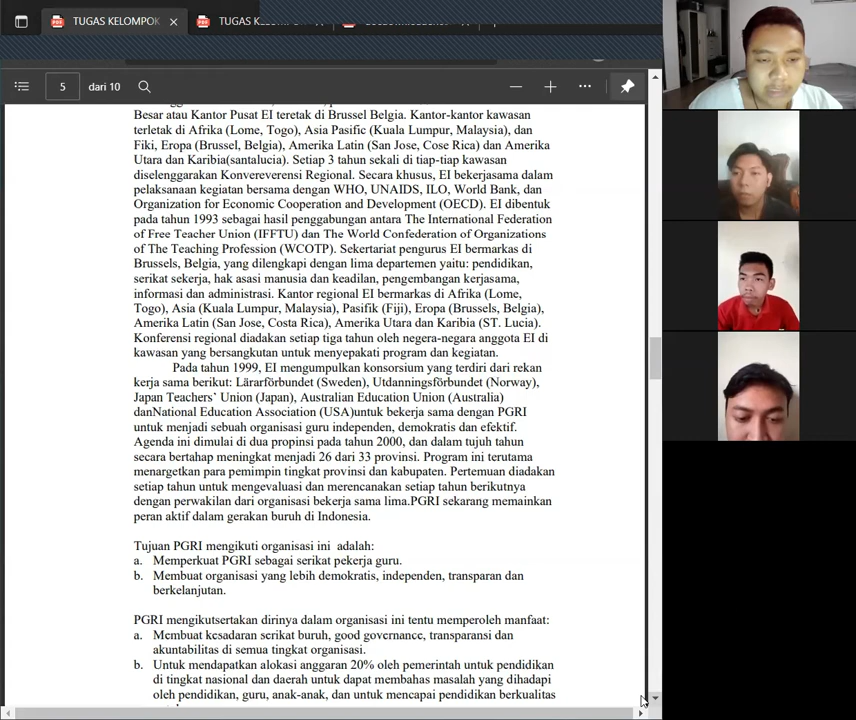 TUGAS KELOMPOK
TUGAS KELOMP
5 dari 10
Besar atau Kantor Pusat EI teretak di Brussel Belgia. Kantor-kantor kawasan
terletak di Afrika (Lome, Togo), Asia Pasific (Kuala Lumpur, Malaysia), dan
Fiki, Eropa (Brussel, Belgia), Amerika Latin (San Jose, Cose Rica) dan Amerika
Utara dan Karibia(santalucia). Setiap 3 tahun sekali di tiap-tiap kawasan
diselenggarakan Konvereverensi Regional. Secara khusus, EI bekerjasama dalam
pelaksanaan kegiatan bersama dengan WHO, UNAIDS, ILO, World Bank, dan
Organization for Economic Cooperation and Development (OECD). EI dibentuk
pada tahun 1993 sebagai hasil penggabungan antara The International Federation
of Free Teacher Union (IFFTU) dan The World Confederation of Organizations
of The Teaching Profession (WCOTP). Sekertariat pengurus EI bermarkas di
Brussels, Belgia, yang dilengkapi dengan lima departemen yaitu: pendidikan,
serikat sekerja, hak asasi manusia dan keadilan, pengembangan kerjasama,
informasi dan administrasi. Kantor regional EI bermarkas di Afrika (Lome,
Togo), Asia (Kuala Lumpur, Malaysia), Pasifik (Fiji), Eropa (Brussels, Belgia),
Amerika Latin (San Jose, Costa Rica), Amerika Utara dan Karibia (ST. Lucia).
Konferensi regional diadakan setiap tiga tahun oleh negera-negara anggota EI di
kawasan yang bersangkutan untuk menyepakati program dan kegiatan.
Pada tahun 1999, EI mengumpulkan konsorsium yang terdiri dari rekan
kerja sama berikut: Lärarförbundet (Sweden), Utdanningsförbundet (Norway),
Japan Teachers' Union (Japan), Australian Education Union (Australia)
danNational Education Association (USA)untuk bekerja sama dengan PGRI
untuk menjadi sebuah organisasi guru independen, demokratis dan efektif.
Agenda ini dimulai di dua propinsi pada tahun 2000, dan dalam tujuh tahun
secara bertahap meningkat menjadi 26 dari 33 provinsi. Program ini terutama
menargetkan para pemimpin tingkat provinsi dan kabupaten. Pertemuan diadakan
setiap tahun untuk mengevaluasi dan merencanakan setiap tahun berikutnya
dengan perwakilan dari organisasi bekerja sama lima.PGRI sekarang memainkan
peran aktif dalam gerakan buruh di Indonesia.
Tujuan PGRI mengikuti organisasi ini adalah:
a. Memperkuat PGRI sebagai serikat pekerja guru.
b. Membuat organisasi yang lebih demokratis, independen, transparan dan
berkelanjutan.
PGRI mengikutsertakan dirinya dalam organisasi ini tentu memperoleh manfaat:
a. Membuat kesadaran serikat buruh, good governance, transparansi dan
akuntabilitas di semua tingkat organisasi.
b. Untuk mendapatkan alokasi anggaran 20% oleh pemerintah untuk pendidikan
di tingkat nasional dan daerah untuk dapat membahas masalah yang dihadapi
oleh pendidikan, guru, anak-anak, dan untuk mencapai pendidikan berkualitas